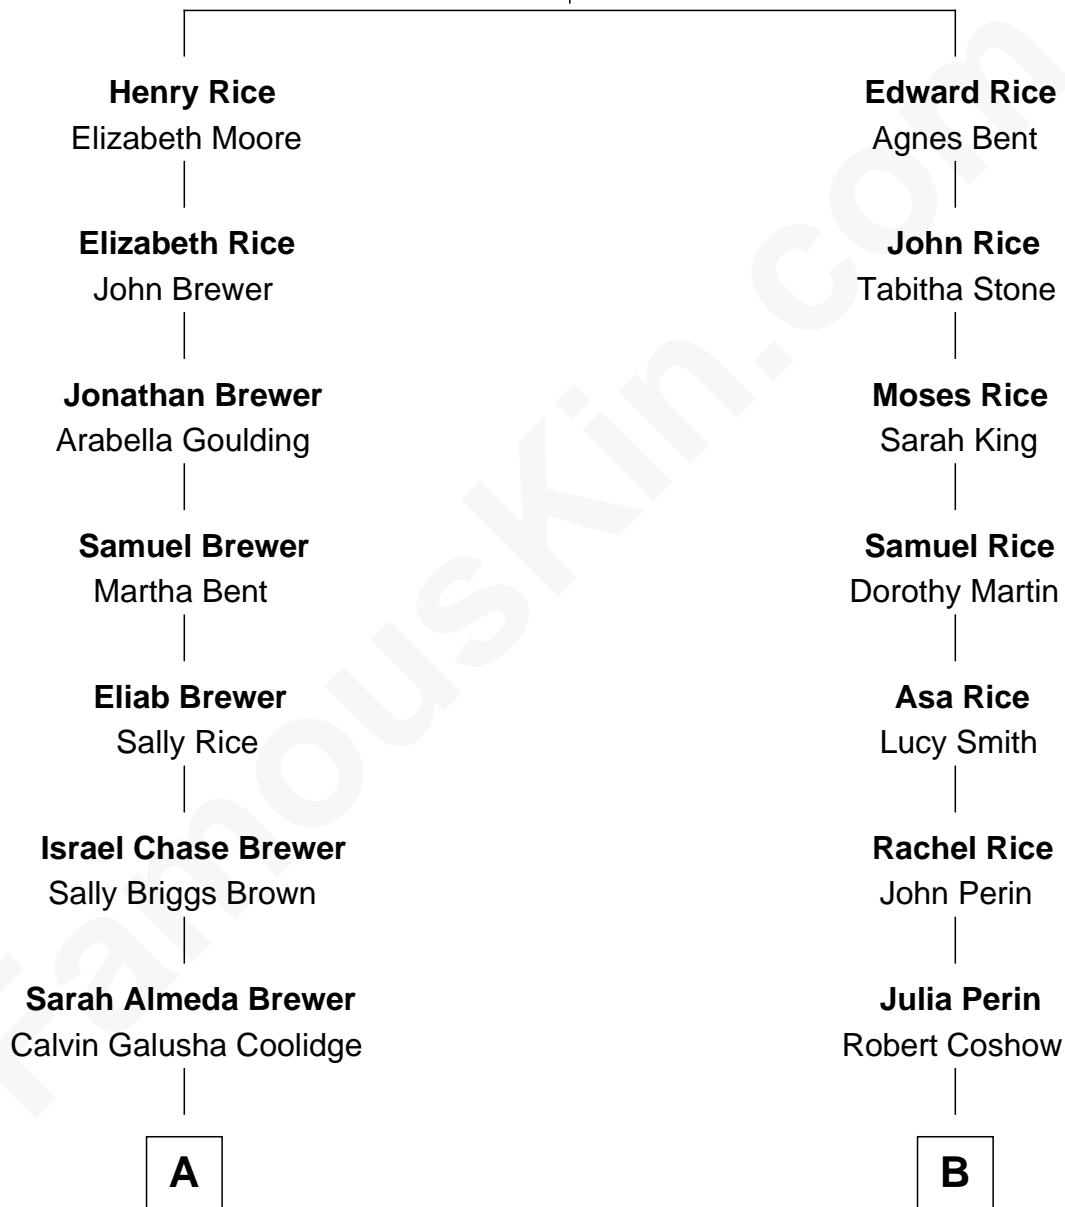 Henry Rice
Elizabeth Moore
Edward Rice
Agnes Bent
Elizabeth Rice
John Brewer
John Rice
Tabitha Stone
Jonathan Brewer
Arabella Goulding
Moses Rice
Sarah King
Samuel Brewer
Martha Bent
Samuel Rice
Dorothy Martin
Eliab Brewer
Sally Rice
Asa Rice
Lucy Smith
Israel Chase Brewer
Sally Briggs Brown
Rachel Rice
John Perin
Sarah Almeda Brewer
Calvin Galusha Coolidge
Julia Perin
Robert Coshow
A
B
FamousKin.com